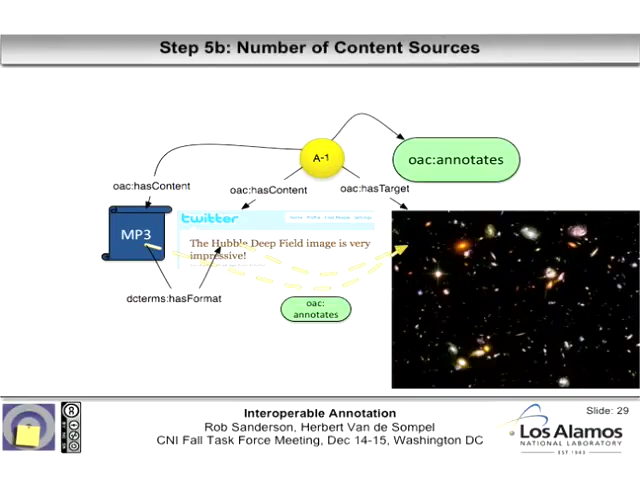 Step 5b: Number of Content Sources
A-1
oac:annotates
oac:hasContent
oac:hasContent
oac:hasTarget
MP3
twitter
The Hubble Deep Field image is very
impressive!
dcterms:hasFormat
oac:
annotates
Interoperable Annotation
Rob Sanderson, Herbert Van de Sompel
CNI Fall Task Force Meeting, Dec 14-15, Washington DC
Slide: 29
Los Alamos
NATIONAL LABORATORY
EST 1943